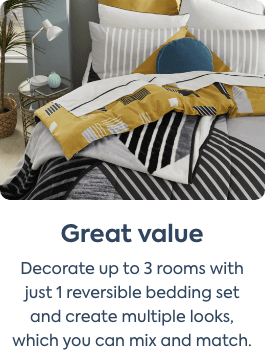 Great value
Decorate up to 3 rooms with
just 1 reversible bedding set
and create multiple looks,
which you can mix and match.